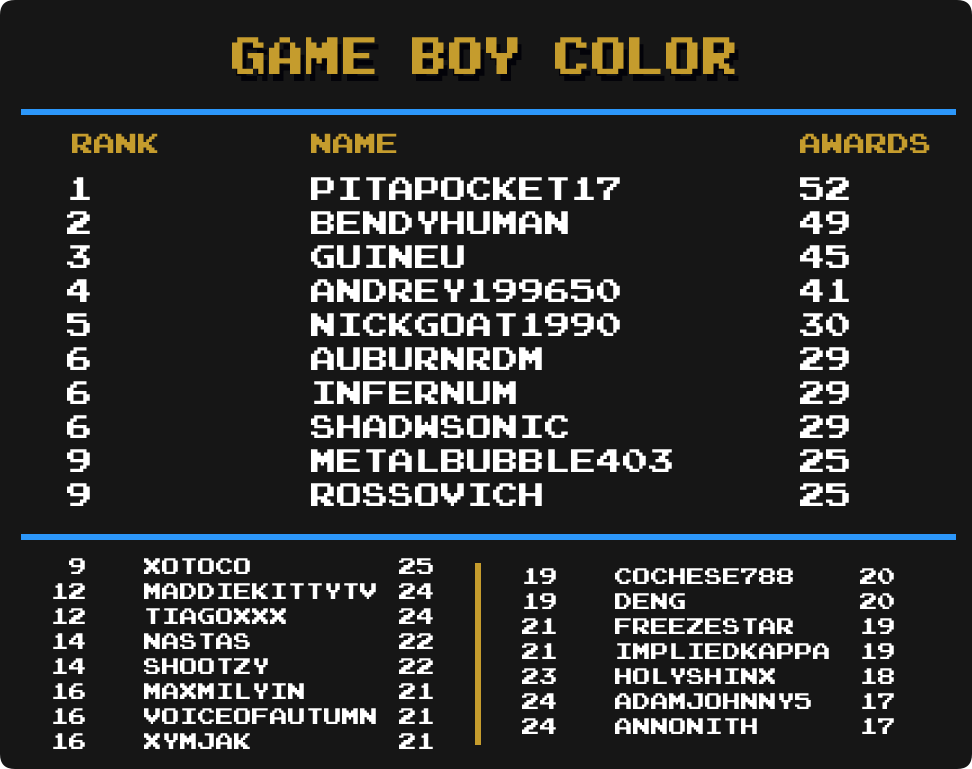 GAME BOY COLOR
RANK NAME AWARDS
1 PITAPOCKET17 52
2 BENDYHUMAN 49
3 GUINEU 45
4 ANDREY199650 41
5 NICKGOAT1990 30
6 AUBURNRDM 29
6 INFERNUM 29
6 SHADWSONIC 29
9 METALBUBBLE403 25
9 ROSSOVICH 25
9 XOTOCO 25
12 MADDIEKITTYTV 24
12 TIAGOXXX 24
14 NASTAS 22
14 SHOOTZY 22
16 MAXMILYIN 21
16 VOICEOFAUTUMN 21
16 XYMJAK 21
19 COCHESE788 20
19 DENG 20
21 FREEZESTAR 19
21 IMPLIEDKAPPA 19
23 HOLYSHINX 18
24 ADAMJOHNNY5 17
24 ANNONITH 17